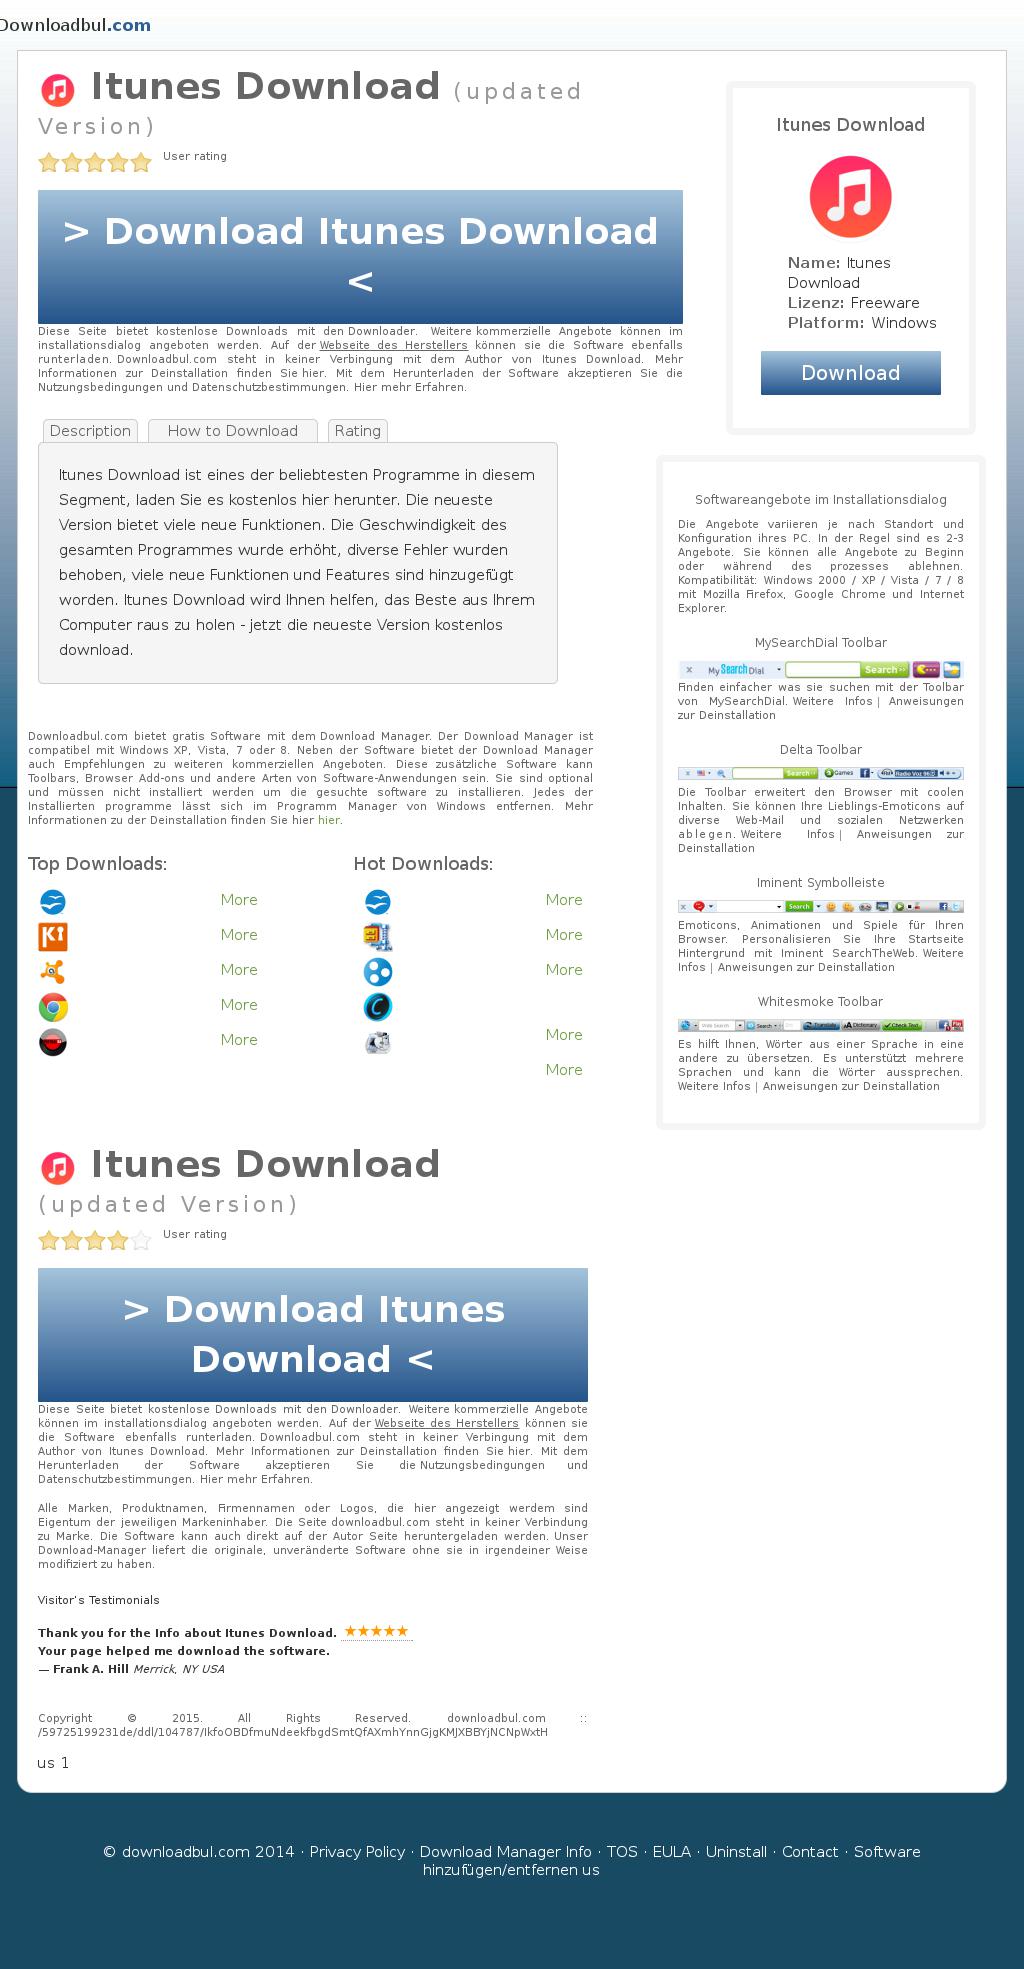 Downloadbul.com
Itunes Download (updated
Version)
User rating
> Download Itunes Download
<
Diese Seite bietet kostenlose Downloads mit den Downloader. Weitere kommerzielle Angebote können im
installationsdialog angeboten werden. Auf der Webseite des Herstellers können sie die Software ebenfalls
runterladen. Downloadbul.com steht in keiner Verbingung mit dem Author von Itunes Download. Mehr
Informationen zur Deinstallation finden Sie hier. Mit dem Herunterladen der Software akzeptieren Sie die
Nutzungsbedingungen und Datenschutzbestimmungen. Hier mehr Erfahren.
Description
How to Download
Rating
Itunes Download ist eines der beliebtesten Programme in diesem
Segment, laden Sie es kostenlos hier herunter. Die neueste
Version bietet viele neue Funktionen. Die Geschwindigkeit des
gesamten Programmes wurde erhöht, diverse Fehler wurden
behoben, viele neue Funktionen und Features sind hinzugefügt
worden. Itunes Download wird Ihnen helfen, das Beste aus Ihrem
Computer raus zu holen - jetzt die neueste Version kostenlos
download.
Downloadbul.com bietet gratis Software mit dem Download Manager. Der Download Manager ist
compatibel mit Windows XP, Vista, 7 oder 8. Neben der Software bietet der Download Manager
auch Empfehlungen zu weiteren kommerziellen Angeboten. Diese zusätzliche Software kann
Toolbars, Browser Add-ons und andere Arten von Software-Anwendungen sein. Sie sind optional
und müssen nicht installiert werden um die gesuchte software zu installieren. Jedes der
Installierten programme lässt sich im Programm Manager von Windows entfernen. Mehr
Informationen zu der Deinstallation finden Sie hier hier.
Top Downloads:
More
More
More
More
More
Hot Downloads:
More
More
More
More
More
Itunes Download
Name: Itunes
Download
Lizenz: Freeware
Platform: Windows
Download
Softwareangebote im Installationsdialog
Die Angebote variieren je nach Standort und
Konfiguration ihres PC. In der Regel sind es 2-3
Angebote. Sie können alle Angebote zu Beginn
oder während des prozesses ablehnen.
Kompatibilität: Windows 2000 / XP / Vista / 7 / 8
mit Mozilla Firefox, Google Chrome und Internet
Explorer.
MySearchDial Toolbar
My Search Dial Search
Finden einfacher was sie suchen mit der Toolbar
von MySearchDial. Weitere Infos | Anweisungen
zur Deinstallation
Delta Toolbar
Search Games Radio Voz 96
Die Toolbar erweitert den Browser mit coolen
Inhalten. Sie können Ihre Lieblings-Emoticons auf
diverse Web-Mail und sozialen Netzwerken
ablegen. Weitere Infos | Anweisungen zur
Deinstallation
Iminent Symbolleiste
Search
Emoticons, Animationen und Spiele für Ihren
Browser. Personalisieren Sie Ihre Startseite
Hintergrund mit Iminent SearchTheWeb. Weitere
Infos | Anweisungen zur Deinstallation
Whitesmoke Toolbar
Web Search Search Translate Dictionary Check Text
Es hilft Ihnen, Wörter aus einer Sprache in eine
andere zu übersetzen. Es unterstützt mehrere
Sprachen und kann die Wörter aussprechen.
Weitere Infos | Anweisungen zur Deinstallation
Itunes Download
(updated Version)
User rating
> Download Itunes
Download <
Diese Seite bietet kostenlose Downloads mit den Downloader. Weitere kommerzielle Angebote
können im installationsdialog angeboten werden. Auf der Webseite des Herstellers können sie
die Software ebenfalls runterladen. Downloadbul.com steht in keiner Verbingung mit dem
Author von Itunes Download. Mehr Informationen zur Deinstallation finden Sie hier. Mit dem
Herunterladen der Software akzeptieren Sie die Nutzungsbedingungen und
Datenschutzbestimmungen. Hier mehr Erfahren.
Alle Marken, Produktnamen, Firmennamen oder Logos, die hier angezeigt werdem sind
Eigentum der jeweiligen Markeninhaber. Die Seite downloadbul.com steht in keiner Verbindung
zu Marke. Die Software kann auch direkt auf der Autor Seite heruntergeladen werden. Unser
Download-Manager liefert die originale, unveränderte Software ohne sie in irgendeiner Weise
modifiziert zu haben.
Visitor's Testimonials
Thank you for the Info about Itunes Download.
Your page helped me download the software.
— Frank A. Hill Merrick, NY USA
Copyright © 2015. All Rights Reserved. downloadbul.com ::
/59725199231de/ddl/104787/IkfoOBDfmuNdeekfbgdSmtQfAXmhYnnGjgKMJXBBYjNCNpWxtH
us 1
© downloadbul.com 2014 · Privacy Policy · Download Manager Info · TOS · EULA · Uninstall · Contact · Software
hinzufügen/entfernen us